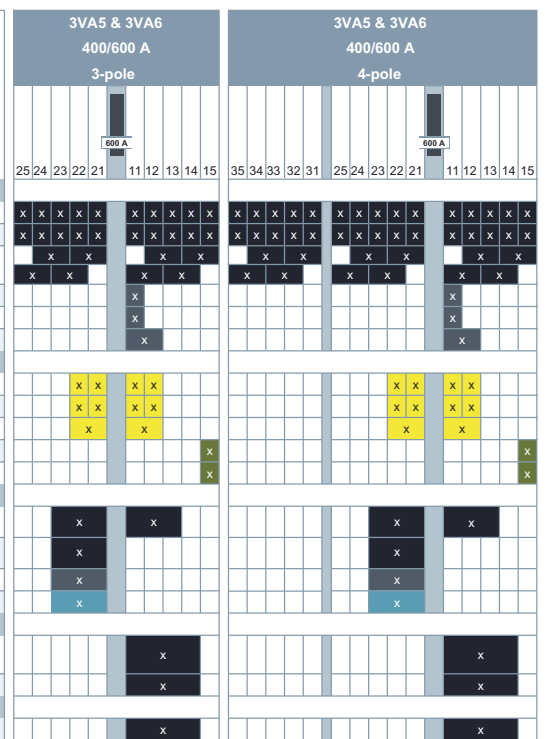 3VA5 & 3VA6 3VA5 & 3VA6
400/600 A 400/600 A
3-pole 4-pole
600 A 600 A
25 24 23 22 21 11 12 13 14 15 35 34 33 32 31 25 24 23 22 21 11 12 13 14 15
x x x x x x x x x x x x x x x x x x x x x x x x x
x x x x x x x x x x x x x x x x x x x x x x x x x
x x x x x x x x x x
x x x x x x x x x x
x x
x x
x x
x x x x x x x x
x x x x x x x x
x x x x
x x
x x
x x x x
x x
x x
x x
x x
x x
x x